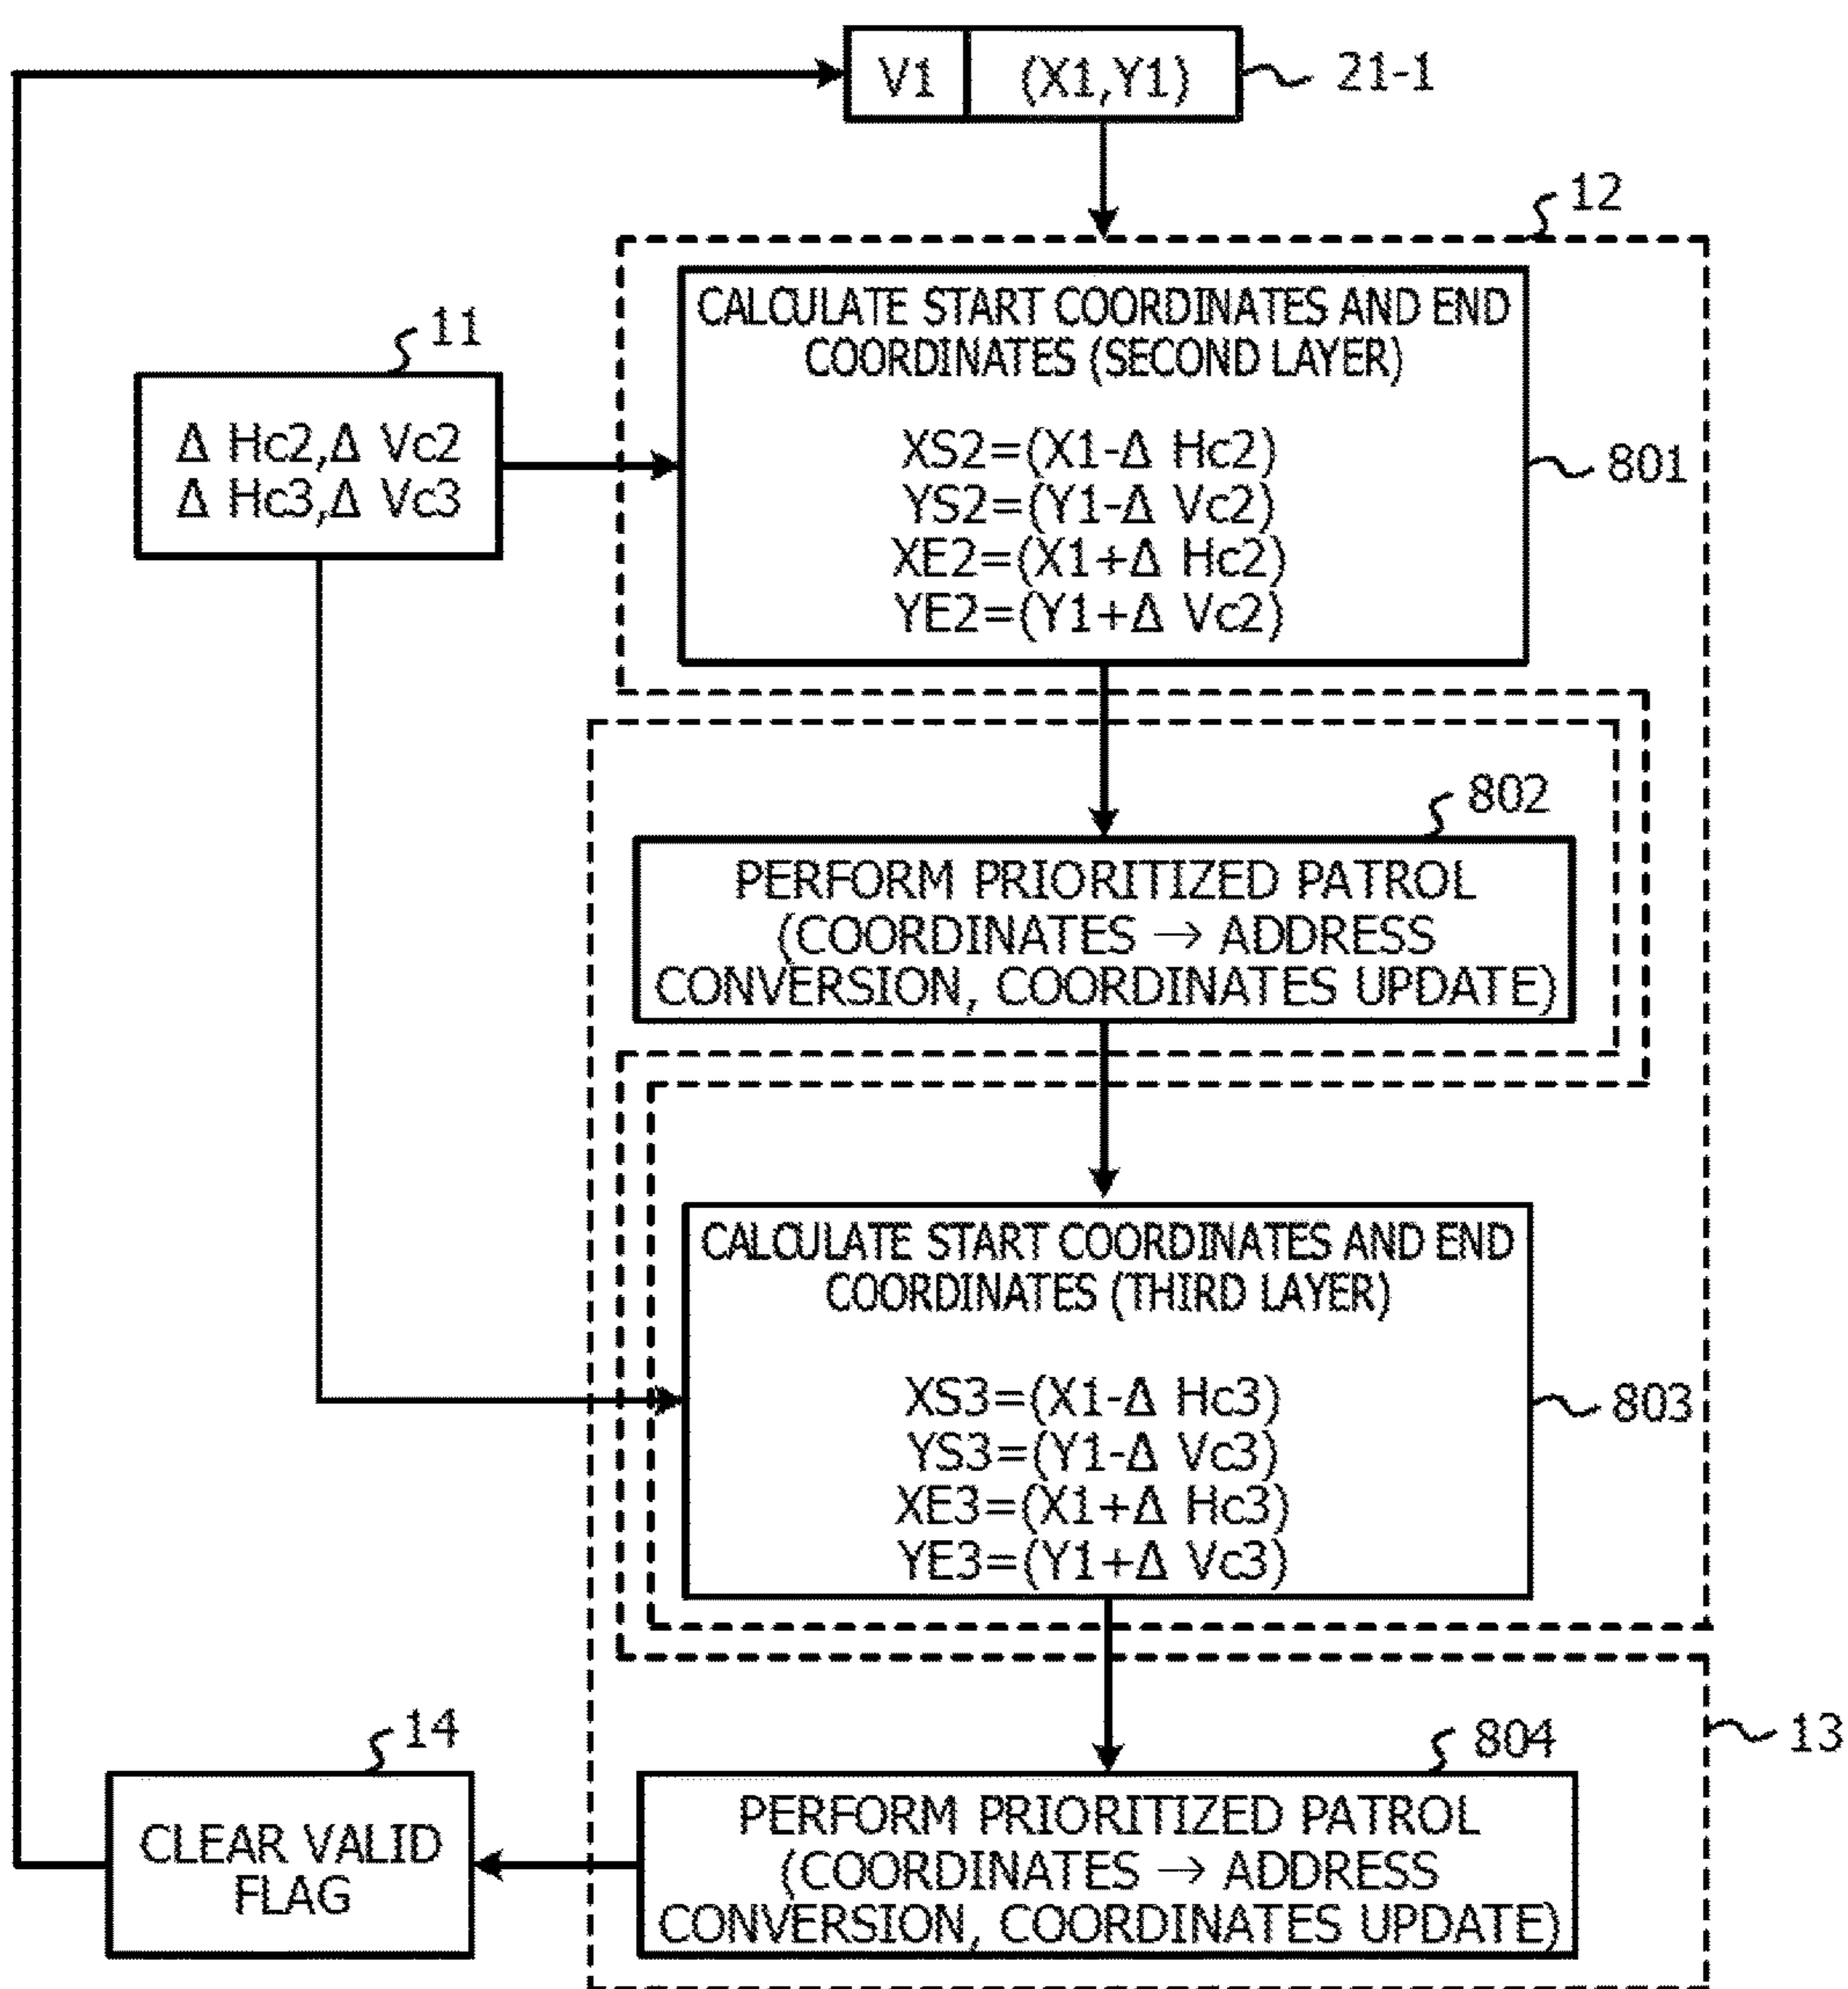 V1 (X1,Y1) 21-1
12
11
Δ Hc2,Δ Vc2
Δ Hc3,Δ Vc3
CALCULATE START COORDINATES AND END
COORDINATES (SECOND LAYER)
XS2=(X1-Δ Hc2)
YS2=(Y1-Δ Vc2)
XE2=(X1+Δ Hc2)
YE2=(Y1+Δ Vc2)
801
802
PERFORM PRIORITIZED PATROL
(COORDINATES → ADDRESS
CONVERSION, COORDINATES UPDATE)
CALCULATE START COORDINATES AND END
COORDINATES (THIRD LAYER)
XS3=(X1-Δ Hc3)
YS3=(Y1-Δ Vc3)
XE3=(X1+Δ Hc3)
YE3=(Y1+Δ Vc3)
803
13
14
CLEAR VALID
FLAG
804
PERFORM PRIORITIZED PATROL
(COORDINATES → ADDRESS
CONVERSION, COORDINATES UPDATE)